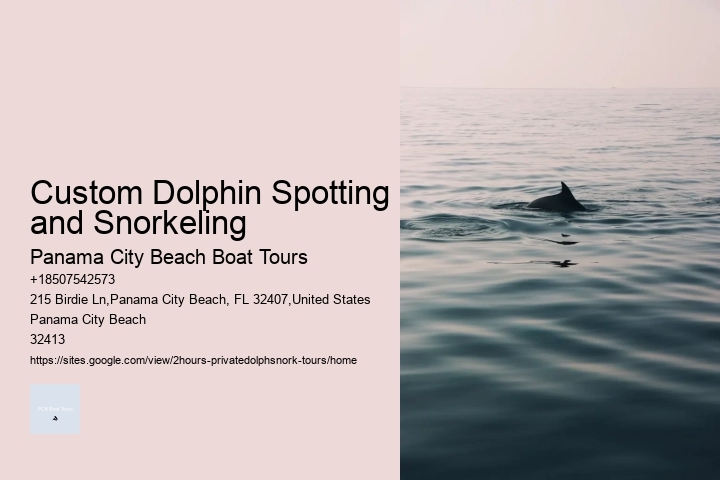 Custom Dolphin Spotting
and Snorkeling
Panama City Beach Boat Tours
+18507542573
215 Birdie Ln,Panama City Beach, FL 32407,United States
Panama City Beach
32413
https://sites.google.com/view/2hours-privatedolphsnork-tours/home